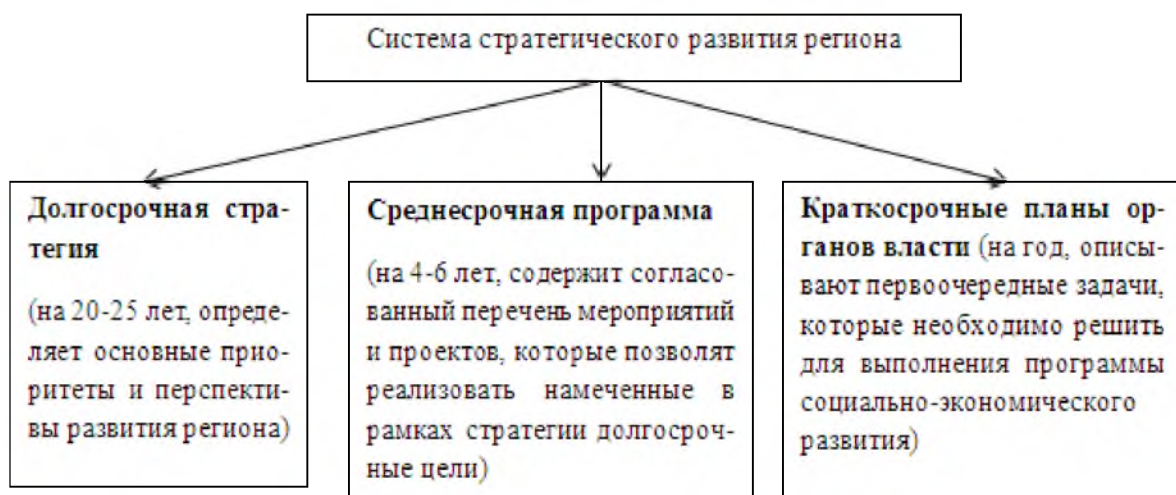 Система стратегического развития региона
Долгосрочная стра-
тегия
(на 20-25 лет, опреде-
ляет основные прио-
ритеты и перспекти-
вы развития региона)
Среднесрочная программа
(на 4-6 лет, содержит согласо-
ванный перечень мероприятий
и проектов, которые позволят
реализовать намеченные в
рамках стратегии долгосроч-
ные цели)
Краткосрочные планы ор-
ганов власти (на год, описы-
вают первоочередные задачи,
которые необходимо решить
для выполнения программы
социально-экономического
развития)